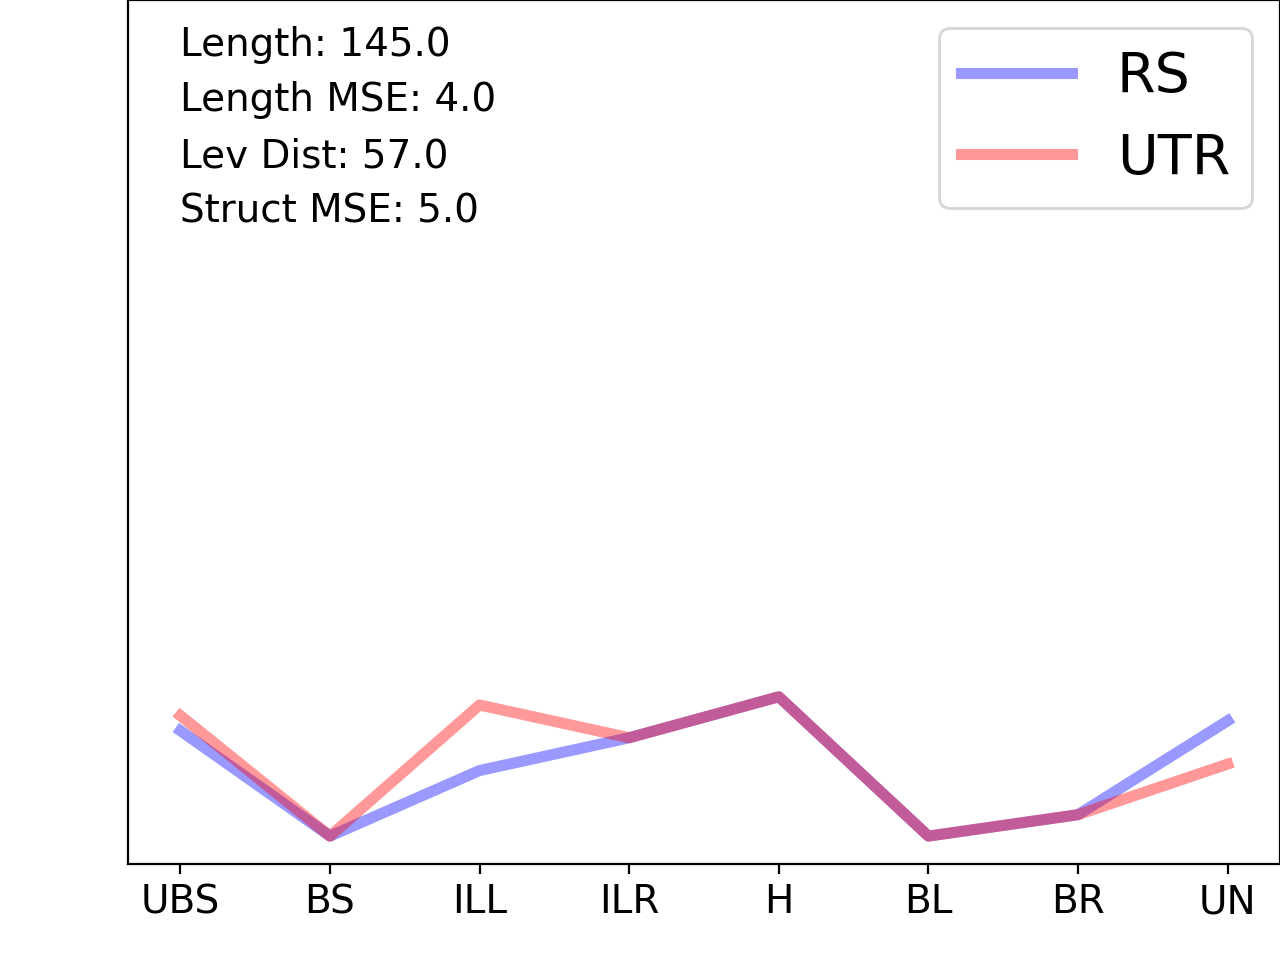 Length: 145.0
Length MSE: 4.0
Lev Dist: 57.0
Struct MSE: 5.0
RS
UTR
UBS BS ILL ILR H BL BR UN